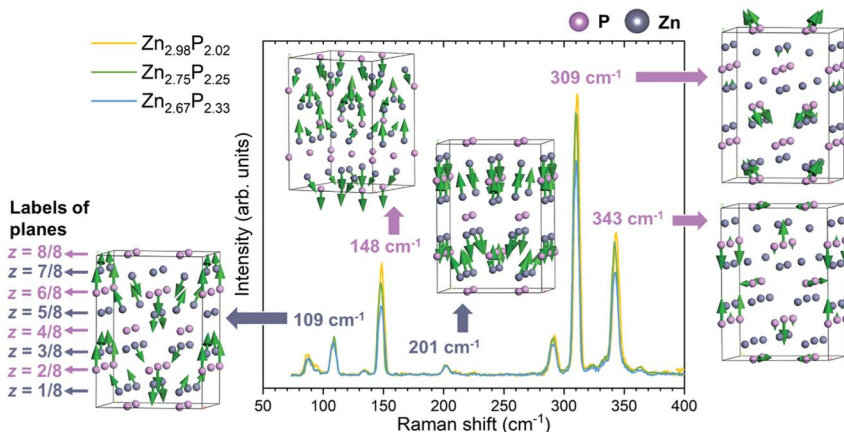 Zn2.98P2.02
Zn2.75P2.25
Zn2.67P2.33
P Zn
309 cm-1
343 cm-1
148 cm-1
201 cm-1
109 cm-1
Labels of
planes
z = 8/8
z = 7/8
z = 6/8
z = 5/8
z = 4/8
z = 3/8
z = 2/8
z = 1/8
Intensity (arb. units)
50 100 150 200 250 300 350 400
Raman shift (cm-1)